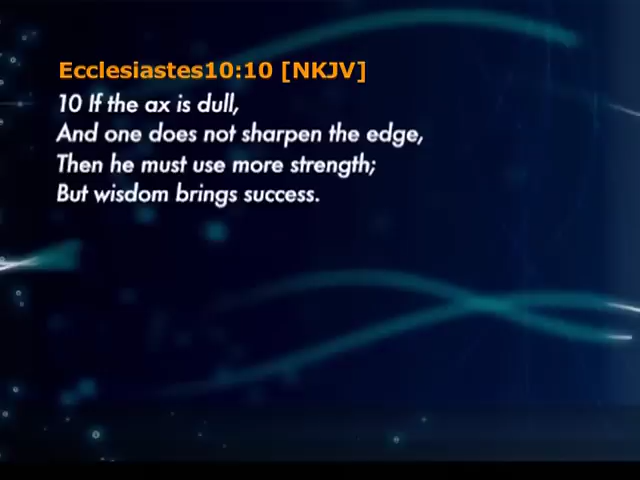 Ecclesiastes10:10 [NKJV]
10 If the ax is dull,
And one does not sharpen the edge,
Then he must use more strength;
But wisdom brings success.